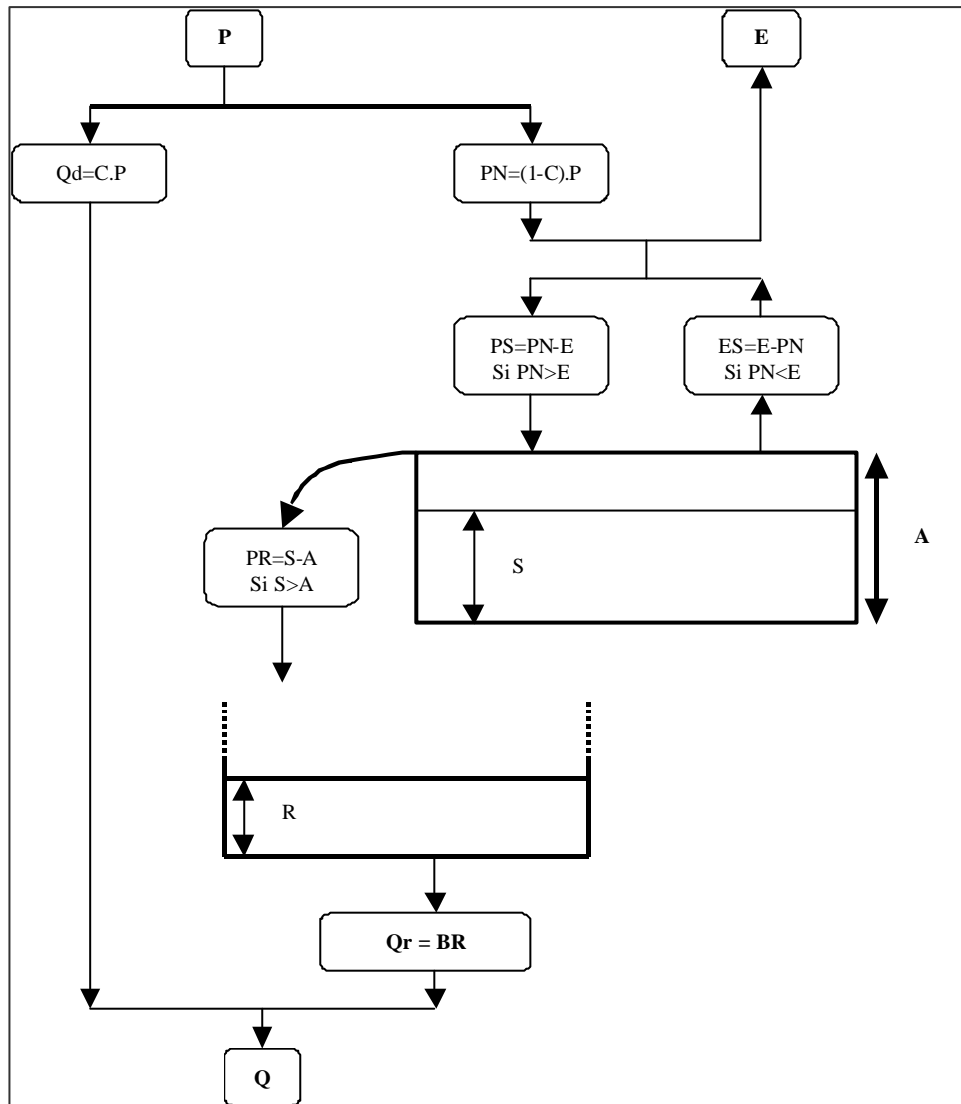 P
E
Qd=C.P
PN=(1-C).P
PS=PN-E
Si PN>E
ES=E-PN
Si PN<E
A
S
PR=S-A
Si S>A
R
Qr = BR
Q